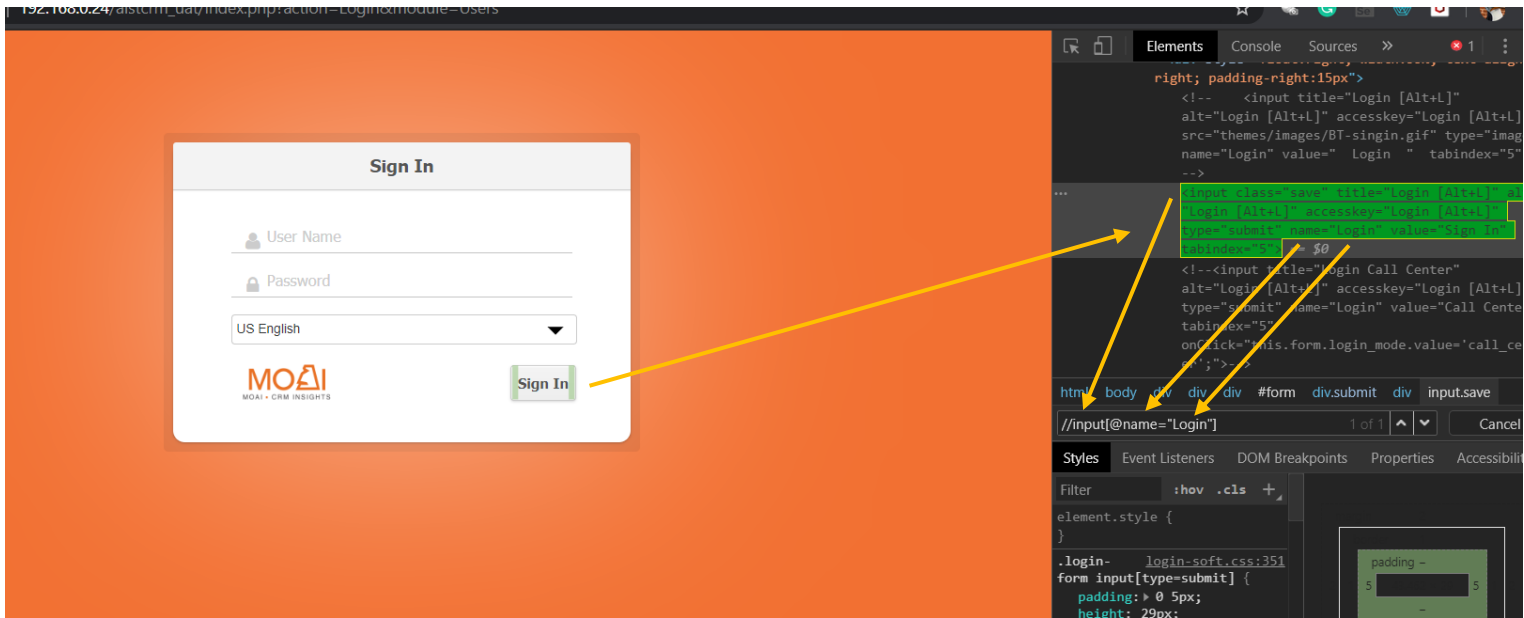 192.168.0.24/aistcrm_uat/index.php?action=Login&module=Users
Sign In
User Name
Password
US English
MOAI
MOAI • CRM INSIGHTS
Sign In
Elements Console Sources » 1
right; padding-right:15px">
<!-- <input title="Login [Alt+L]"
alt="Login [Alt+L]" accesskey="Login [Alt+L]
src="themes/images/BT-singin.gif" type="imag
name="Login" value=" Login " tabindex="5"
-->
<input class="save" title="Login [Alt+L]" al
"Login [Alt+L]" accesskey="Login [Alt+L]"
type="submit" name="Login" value="Sign In"
tabindex="5"> == $0
<!--<input title="Login Call Center"
alt="Login [Alt+L]" accesskey="Login [Alt+L]
type="submit" name="Login" value="Call Cente
tabindex="5"
onClick="this.form.login_mode.value='call_ce
er';">-->
html body div div div #form div.submit div input.save
//input[@name="Login"] 1 of 1 Cancel
Styles Event Listeners DOM Breakpoints Properties Accessibilit
Filter :hov .cls +
element.style {
}
.login- login-soft.css:351
form input[type=submit] {
padding: 0 5px;
height: 29px;
padding -
5 5
-